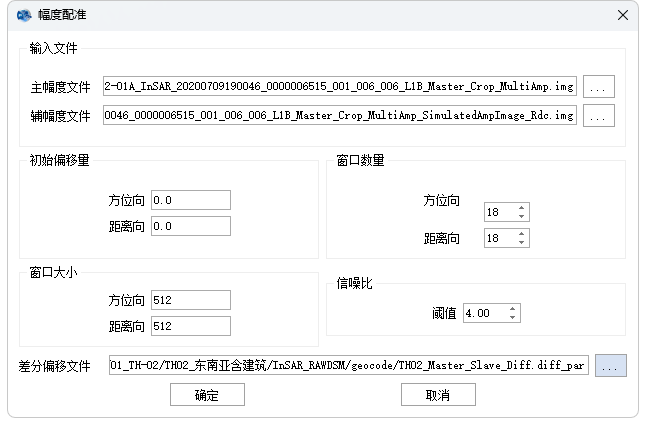 幅度配准
输入文件
主幅度文件 2-01A_InSAR_20200709190046_0000006515_001_006_006_L1B_Master_Crop_MultiAmp.img ...
辅幅度文件 0046_0000006515_001_006_006_L1B_Master_Crop_MultiAmp_SimulatedAmpImage_Rdc.img ...
初始偏移量
方位向 0.0
距离向 0.0
窗口数量
方位向 18
距离向 18
窗口大小
方位向 512
距离向 512
信噪比
阈值 4.00
差分偏移文件 01_TH-02/TH02_东南亚含建筑/InSAR_RAWDSM/geocode/TH02_Master_Slave_Diff.diff_par ...
确定 取消